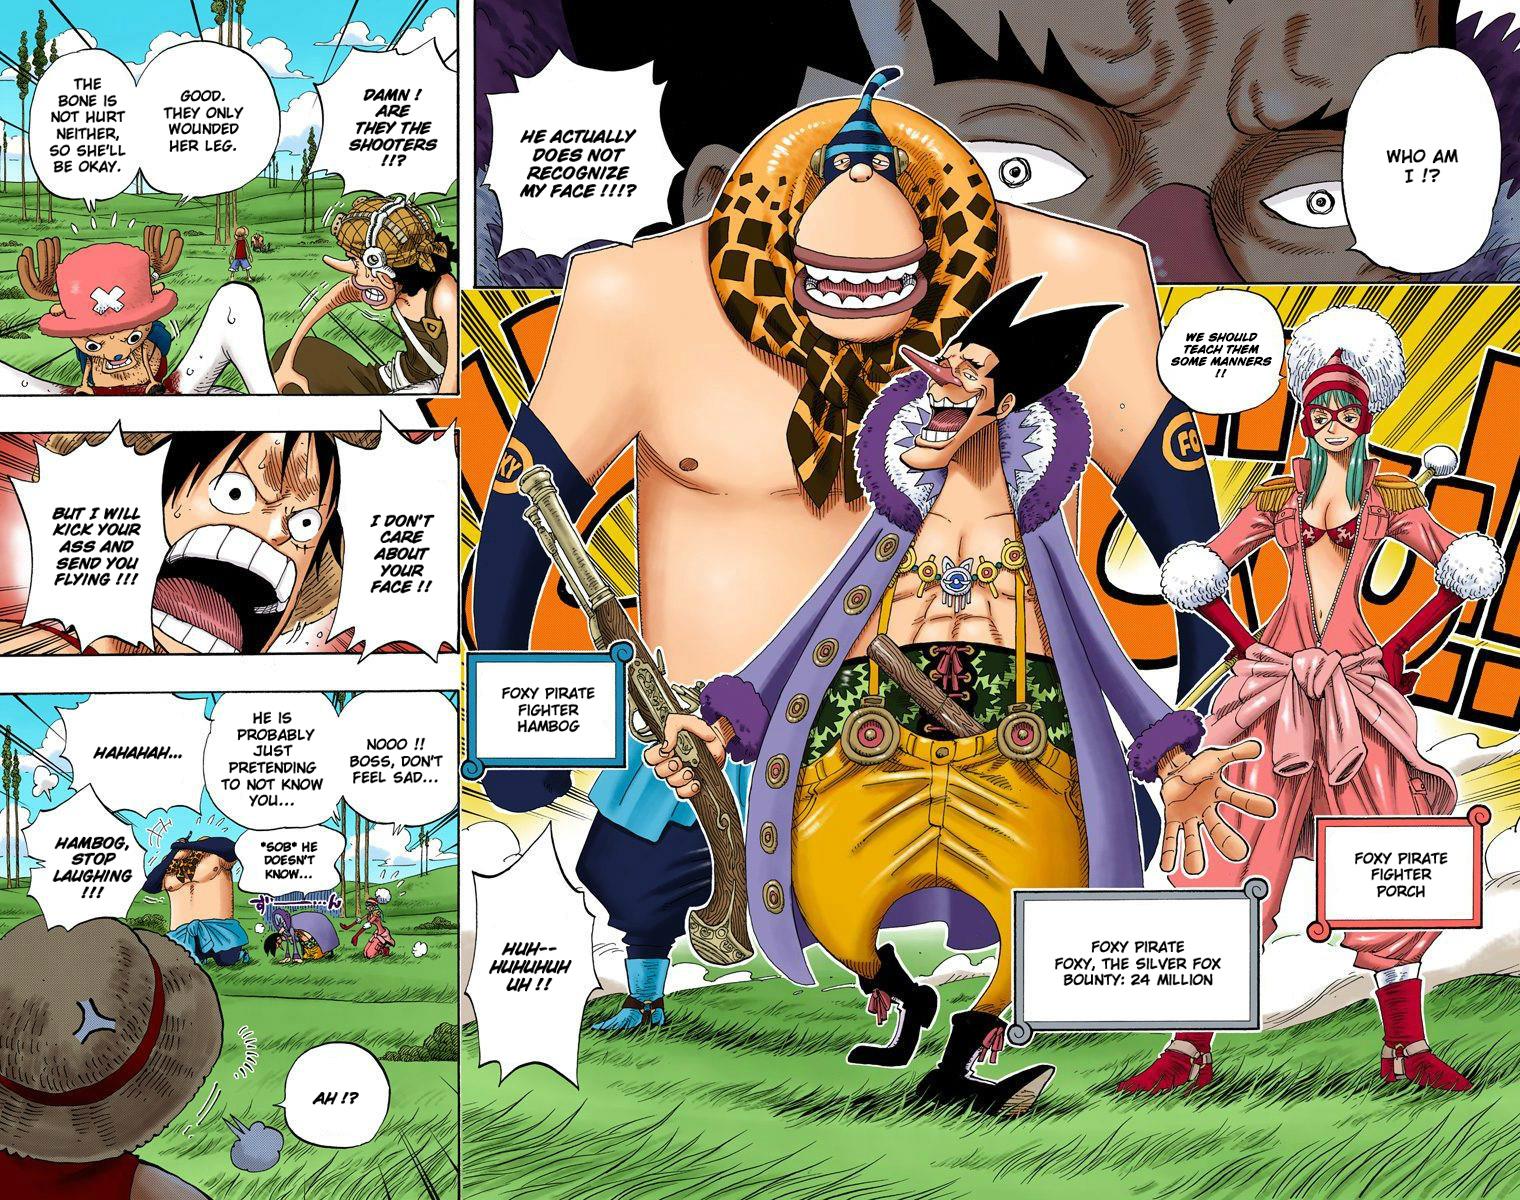 WHO AM
I !?
HE ACTUALLY
DOES NOT
RECOGNIZE
MY FACE !!!?
WE SHOULD
TEACH THEM
SOME MANNERS
!!
FOXY
FO
FOXY PIRATE
FIGHTER
HAMBOG
FOXY PIRATE
FIGHTER
PORCH
FOXY PIRATE
FOXY, THE SILVER FOX
BOUNTY: 24 MILLION
HUH--
HUHUHUH
UH !!
DAMN !
ARE
THEY THE
SHOOTERS
!!?
GOOD.
THEY ONLY
WOUNDED
HER LEG.
THE
BONE IS
NOT HURT
NEITHER,
SO SHE'LL
BE OKAY.
I DON'T
CARE
ABOUT
YOUR
FACE !!
BUT I WILL
KICK YOUR
ASS AND
SEND YOU
FLYING !!!
NOOO !!
BOSS, DON'T
FEEL SAD...
HE IS
PROBABLY
JUST
PRETENDING
TO NOT KNOW
YOU...
HAHAHAH...
*SOB* HE
DOESN'T
KNOW...
HAMBOG,
STOP
LAUGHING
!!!
AH !?